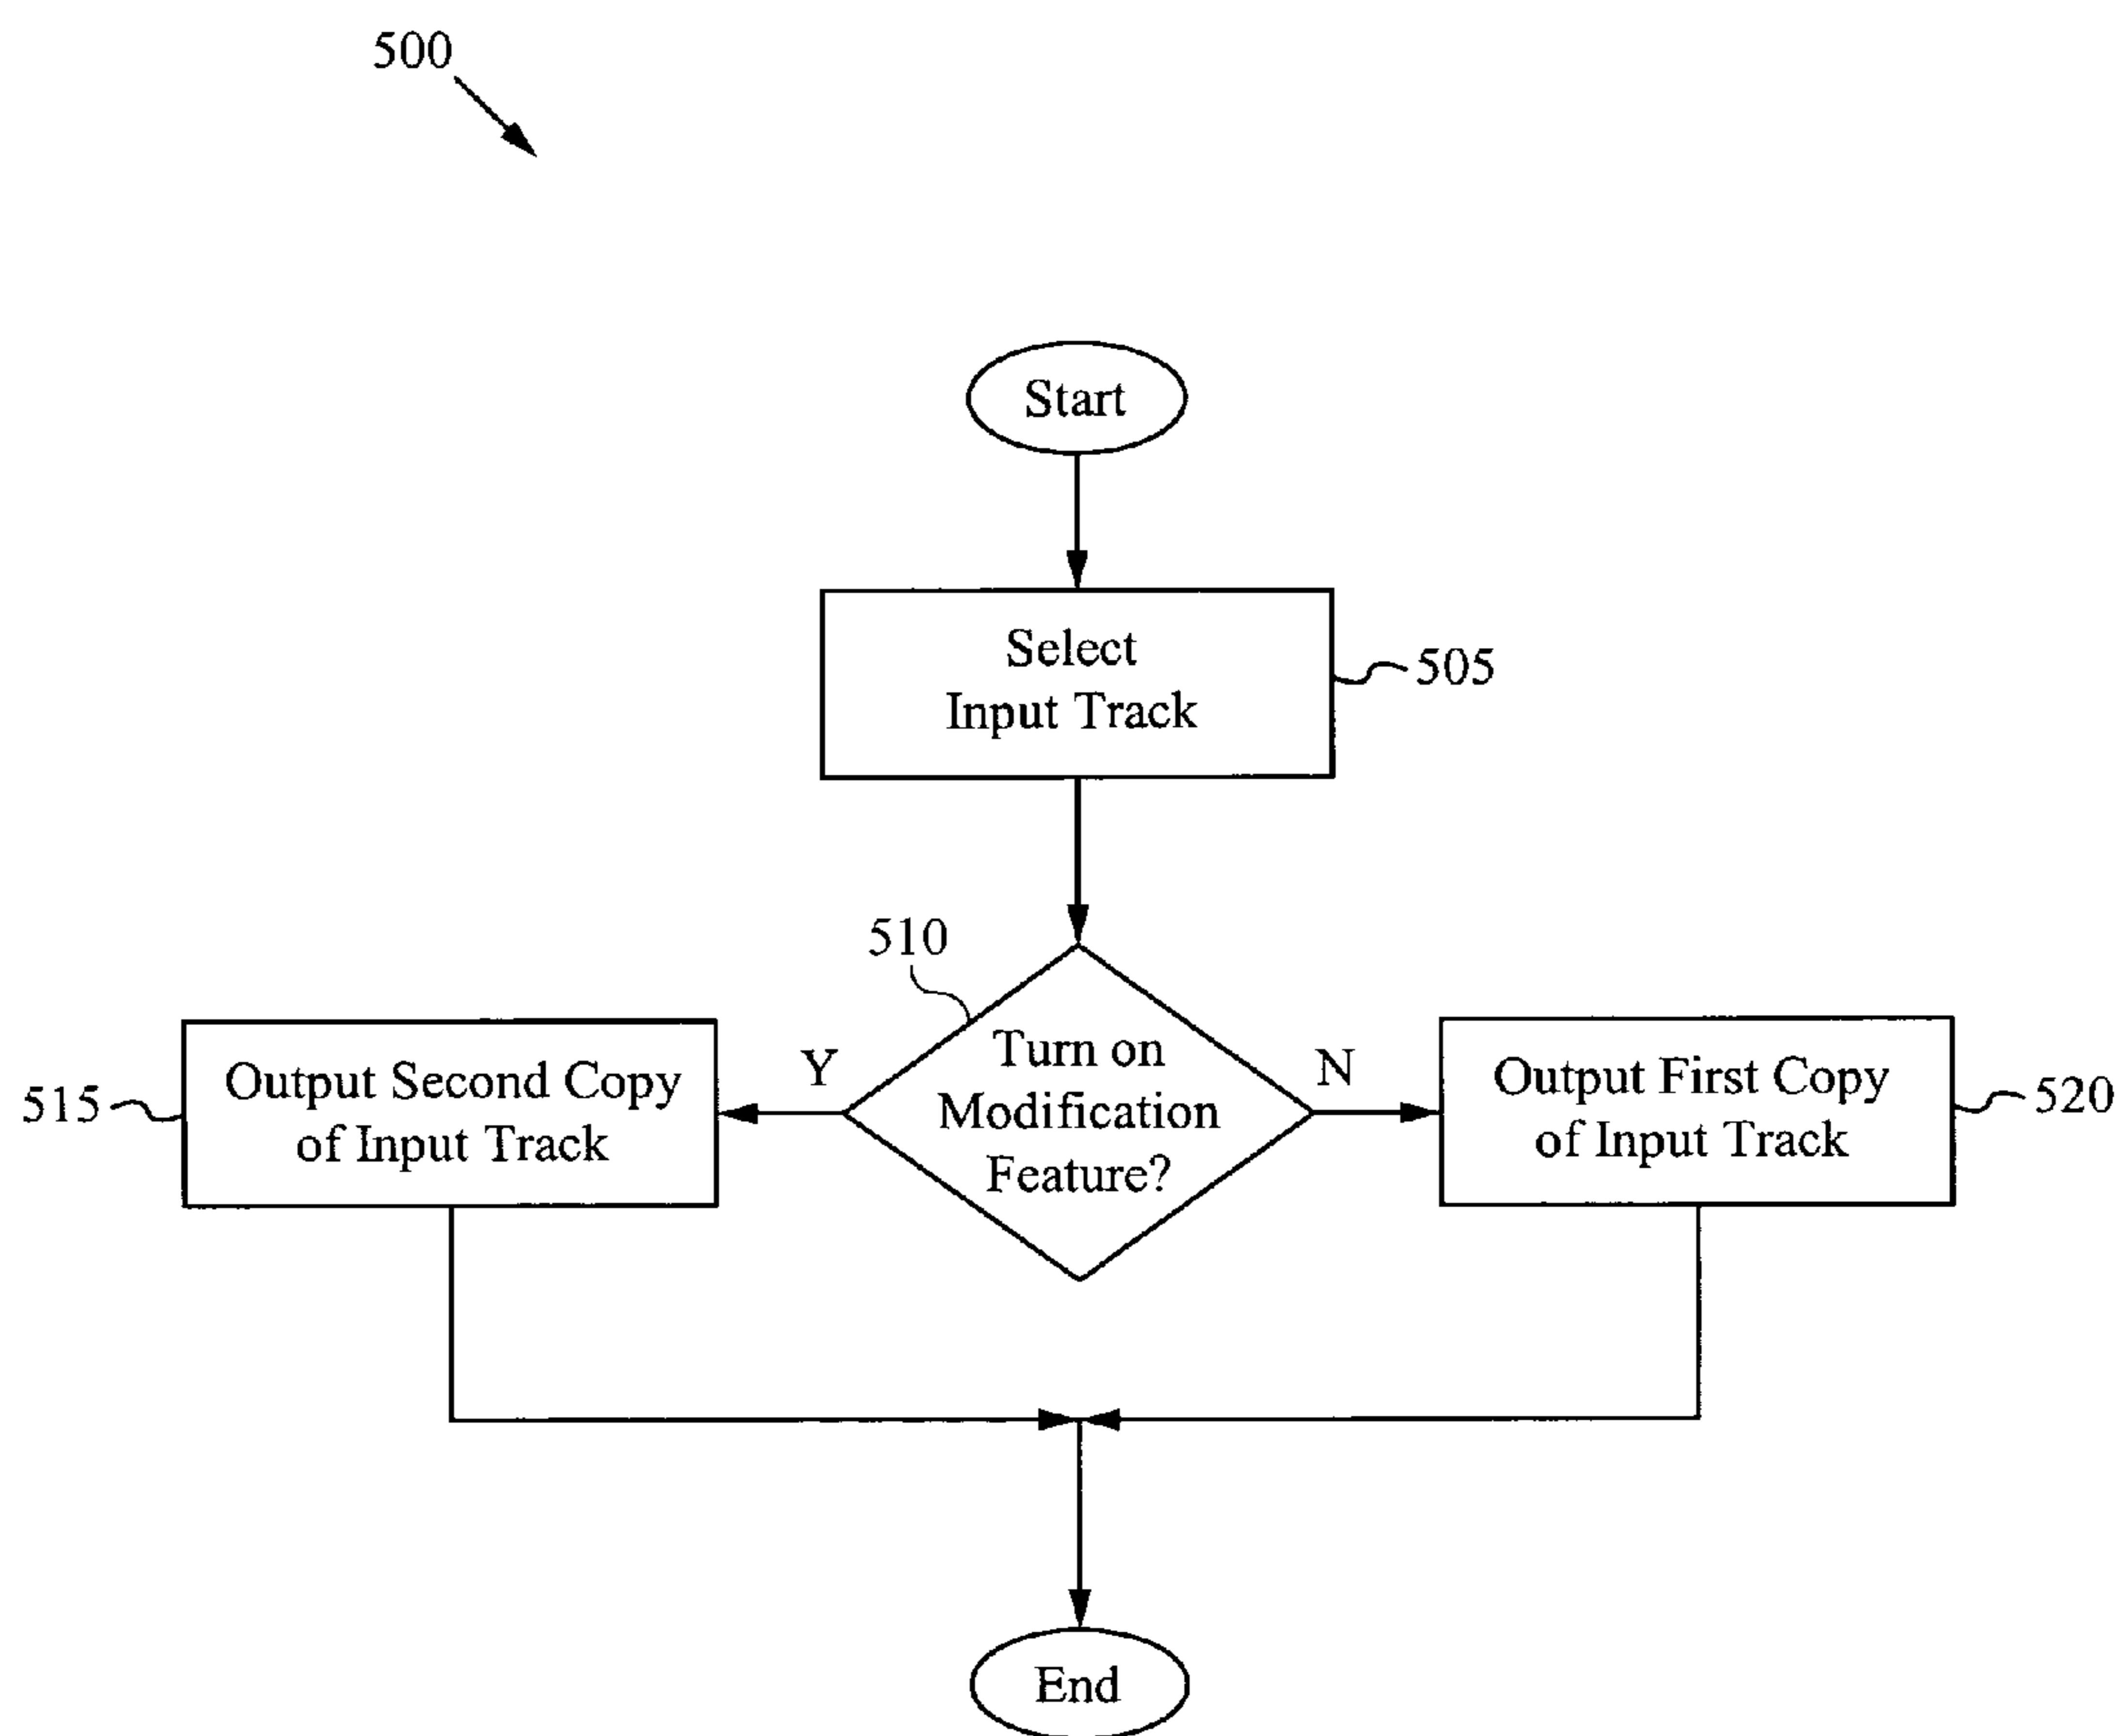 500
Start
Select
Input Track
505
510
Turn on
Modification
Feature?
Y
N
515
Output Second Copy
of Input Track
Output First Copy
of Input Track
520
End